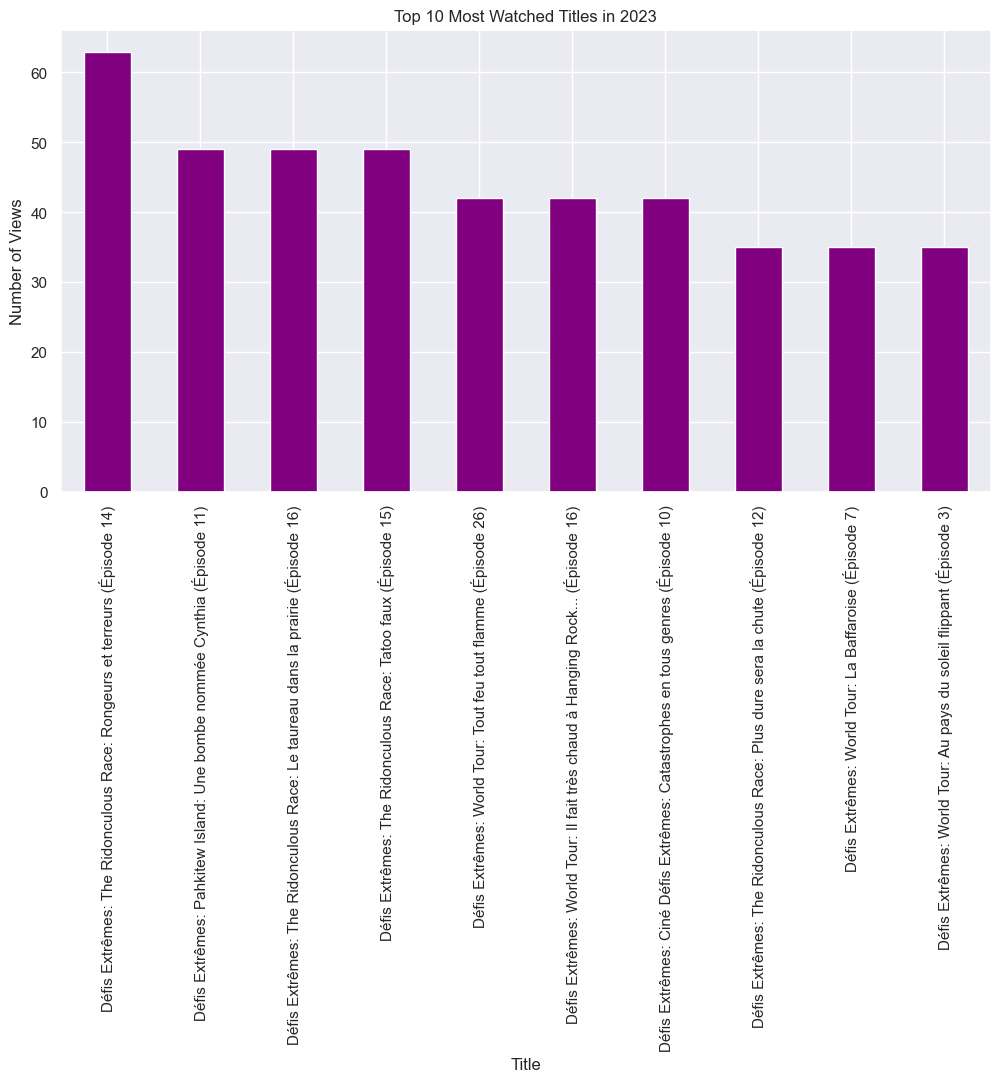 Top 10 Most Watched Titles in 2023
Number of Views
60
50
40
30
20
10
0
Défis Extrêmes: The Ridonculous Race: Rongeurs et terreurs (Épisode 14)
Défis Extrêmes: Pahkitew Island: Une bombe nommée Cynthia (Épisode 11)
Défis Extrêmes: The Ridonculous Race: Le taureau dans la prairie (Épisode 16)
Défis Extrêmes: The Ridonculous Race: Tatoo faux (Épisode 15)
Défis Extrêmes: World Tour: Tout feu tout flamme (Épisode 26)
Défis Extrêmes: World Tour: Il fait très chaud à Hanging Rock... (Épisode 16)
Défis Extrêmes: Ciné Défis Extrêmes: Catastrophes en tous genres (Épisode 10)
Défis Extrêmes: The Ridonculous Race: Plus dure sera la chute (Épisode 12)
Défis Extrêmes: World Tour: La Baffaroise (Épisode 7)
Défis Extrêmes: World Tour: Au pays du soleil flippant (Épisode 3)
Title